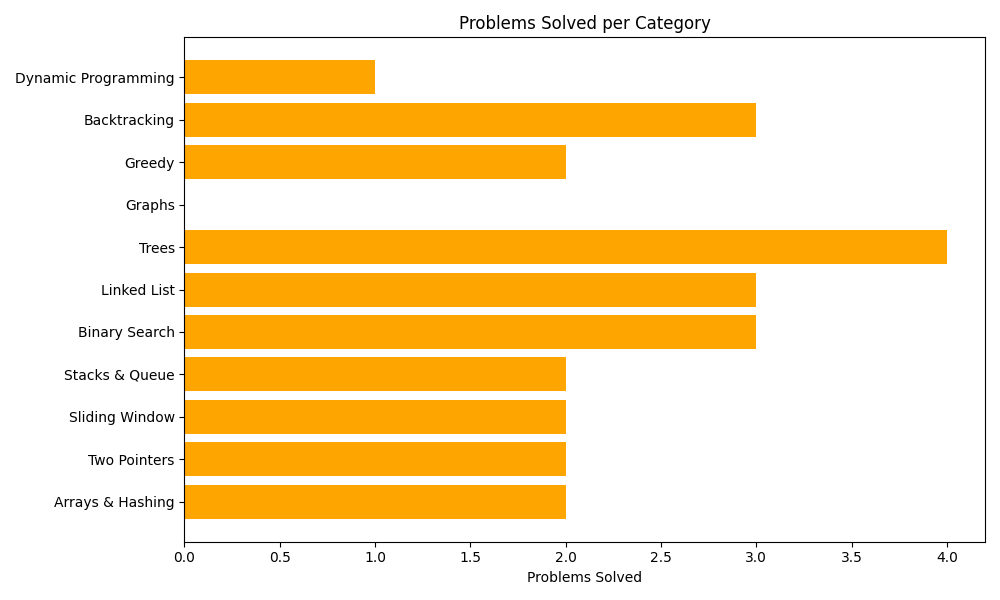 Problems Solved per Category
Dynamic Programming
Backtracking
Greedy
Graphs
Trees
Linked List
Binary Search
Stacks & Queue
Sliding Window
Two Pointers
Arrays & Hashing
0.0 0.5 1.0 1.5 2.0 2.5 3.0 3.5 4.0
Problems Solved